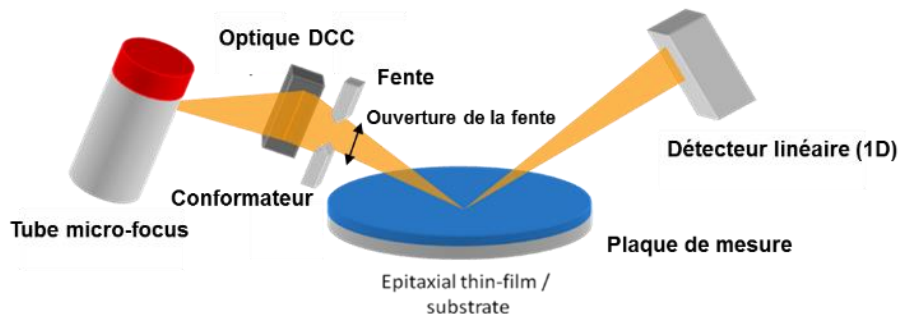 Optique DCC
Fente
Ouverture de la fente
Détecteur linéaire (1D)
Conformateur
Tube micro-focus
Plaque de mesure
Epitaxial thin-film /
substrate